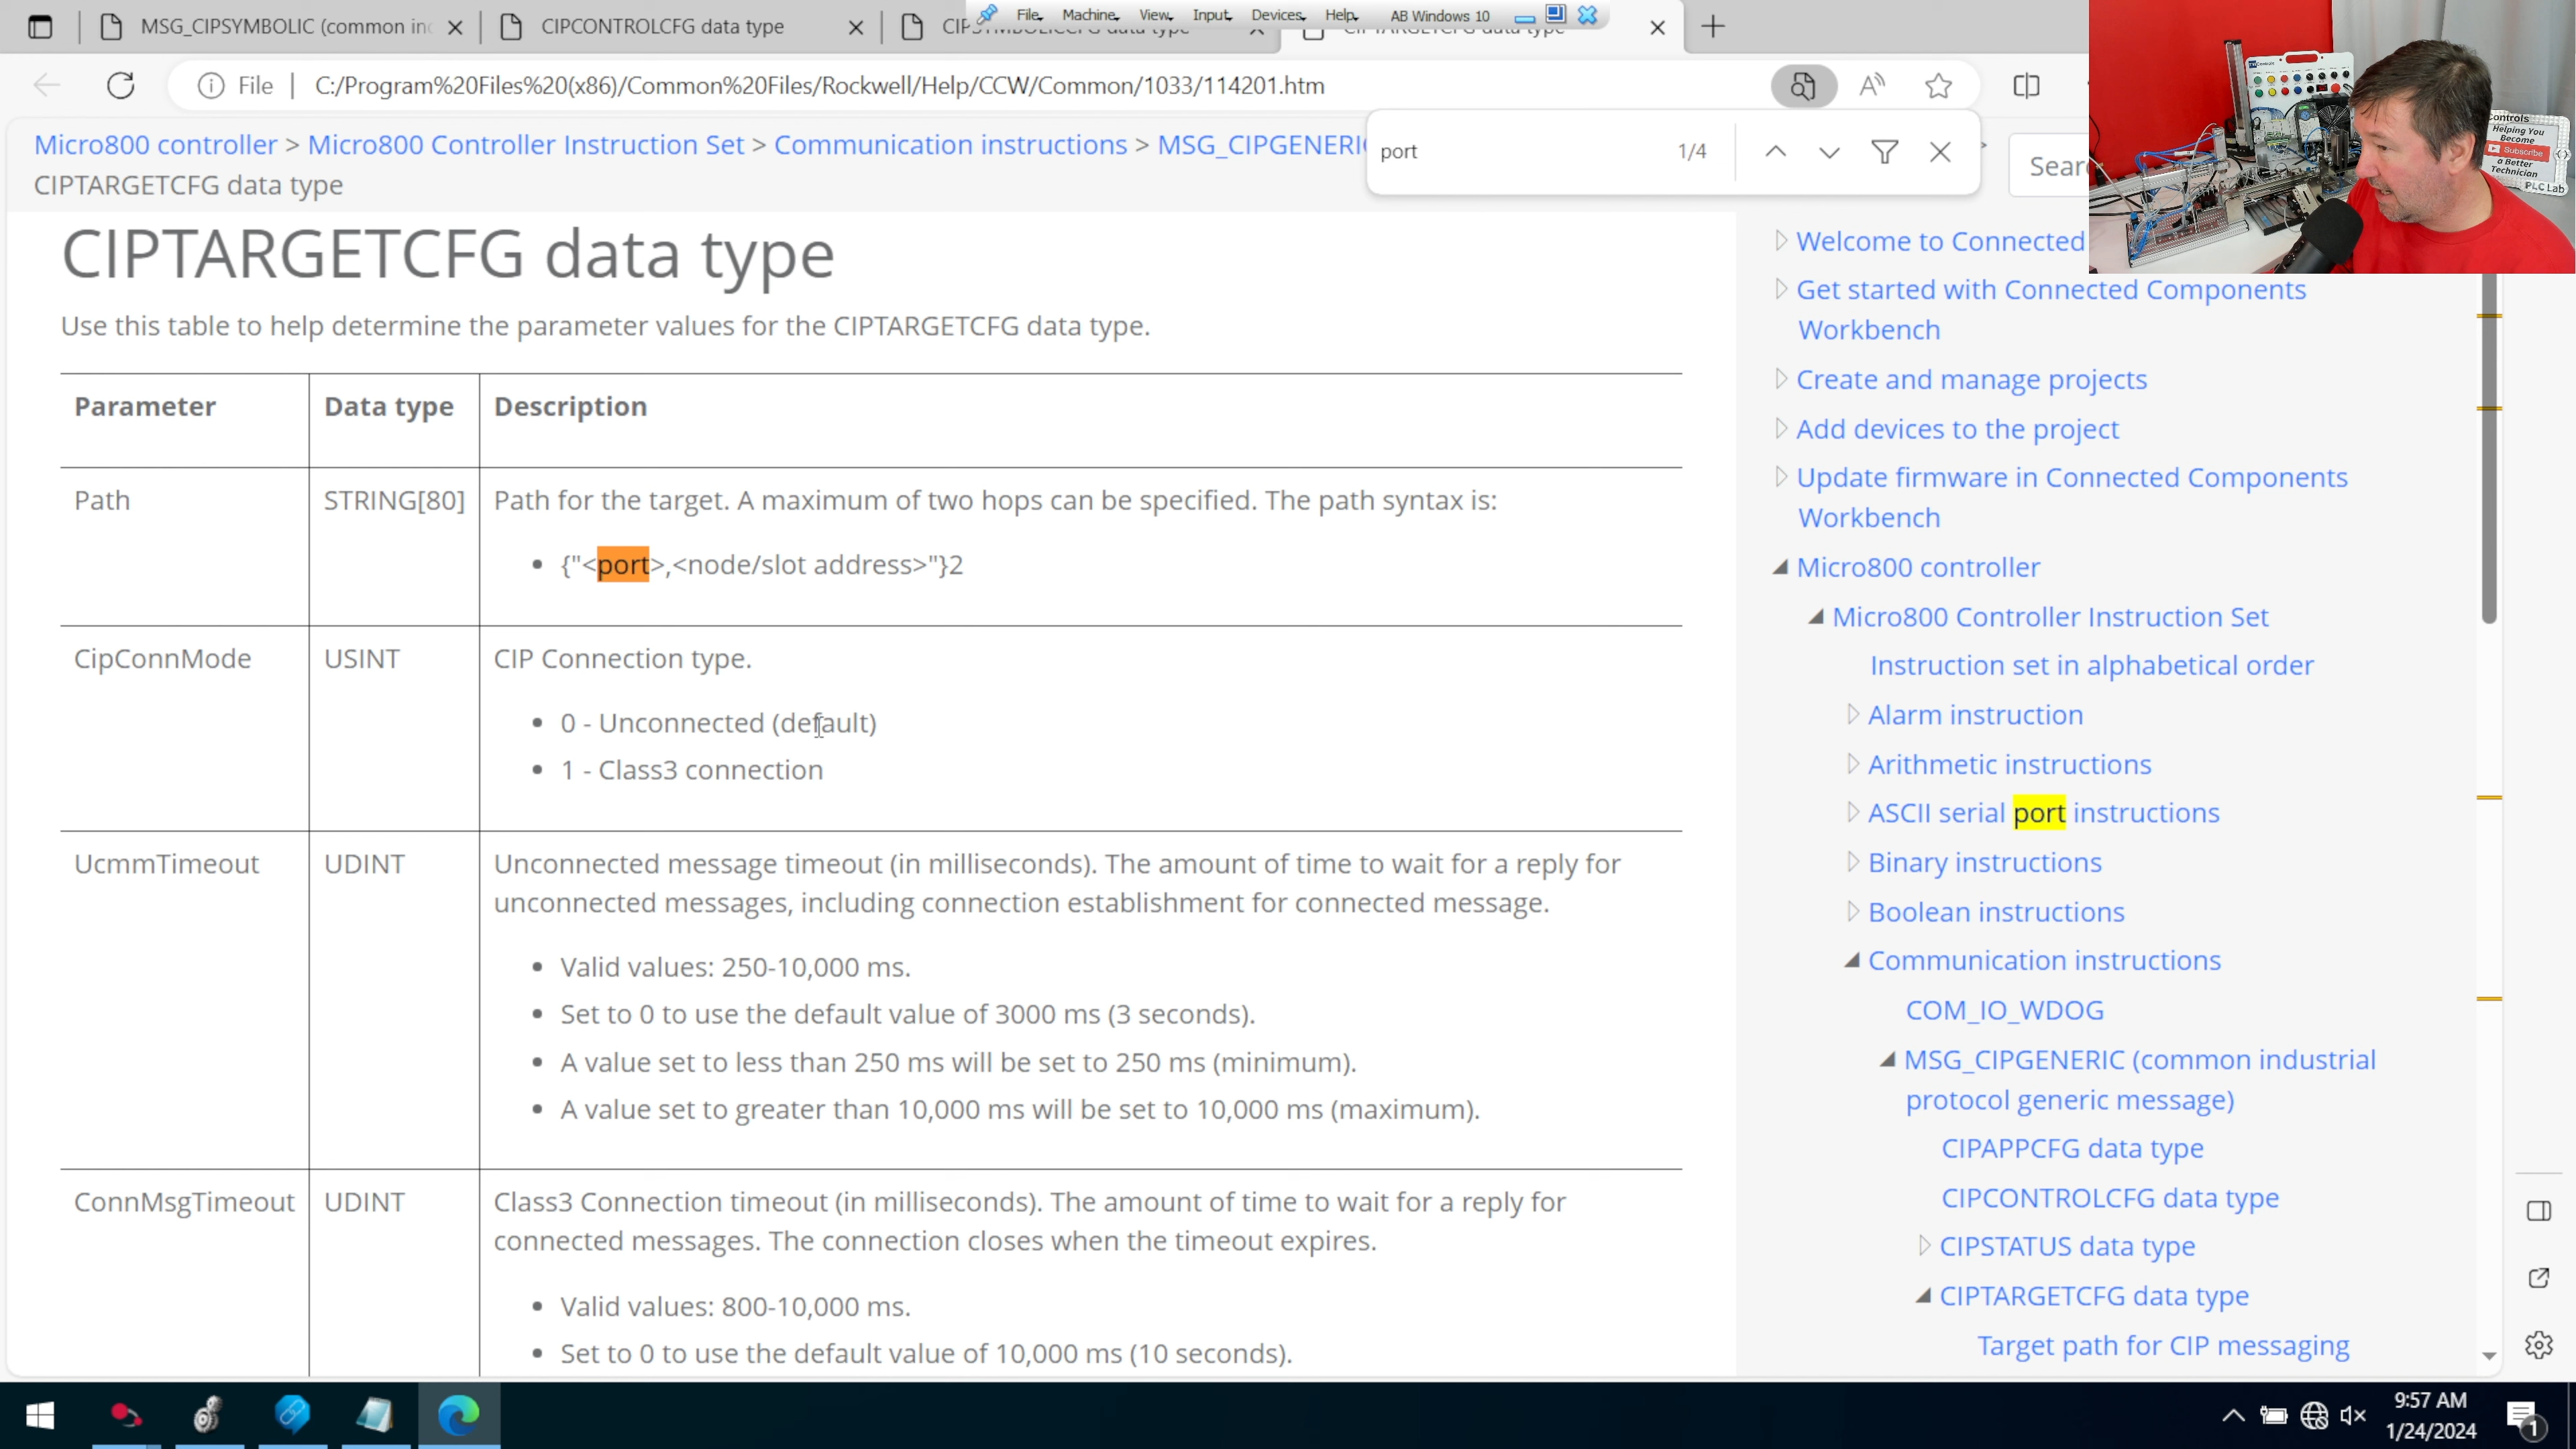 MSG_CIPSYMBOLIC (common in
CIPCONTROLCFG data type
File Machine View Input Devices Help AB Windows 10
File C:/Program%20Files%20(x86)/Common%20Files/Rockwell/Help/CCW/Common/1033/114201.htm
Micro800 controller > Micro800 Controller Instruction Set > Communication instructions > MSG_CIPGENERI
CIPTARGETCFG data type
port 1/4
Sear
CIPTARGETCFG data type
Use this table to help determine the parameter values for the CIPTARGETCFG data type.
Parameter Data type Description
Path STRING[80] Path for the target. A maximum of two hops can be specified. The path syntax is:
• {"<port>,<node/slot address>"}2
CipConnMode USINT CIP Connection type.
• 0 - Unconnected (default)
• 1 - Class3 connection
UcmmTimeout UDINT Unconnected message timeout (in milliseconds). The amount of time to wait for a reply for
unconnected messages, including connection establishment for connected message.
• Valid values: 250-10,000 ms.
• Set to 0 to use the default value of 3000 ms (3 seconds).
• A value set to less than 250 ms will be set to 250 ms (minimum).
• A value set to greater than 10,000 ms will be set to 10,000 ms (maximum).
ConnMsgTimeout UDINT Class3 Connection timeout (in milliseconds). The amount of time to wait for a reply for
connected messages. The connection closes when the timeout expires.
• Valid values: 800-10,000 ms.
• Set to 0 to use the default value of 10,000 ms (10 seconds).
Welcome to Connected
Get started with Connected Components
Workbench
Create and manage projects
Add devices to the project
Update firmware in Connected Components
Workbench
Micro800 controller
Micro800 Controller Instruction Set
Instruction set in alphabetical order
Alarm instruction
Arithmetic instructions
ASCII serial port instructions
Binary instructions
Boolean instructions
Communication instructions
COM_IO_WDOG
MSG_CIPGENERIC (common industrial
protocol generic message)
CIPAPPCFG data type
CIPCONTROLCFG data type
CIPSTATUS data type
CIPTARGETCFG data type
Target path for CIP messaging
Controls
Helping You
Become
Subscribe
a Better
Technician
PLC Lab
9:57 AM
1/24/2024
1